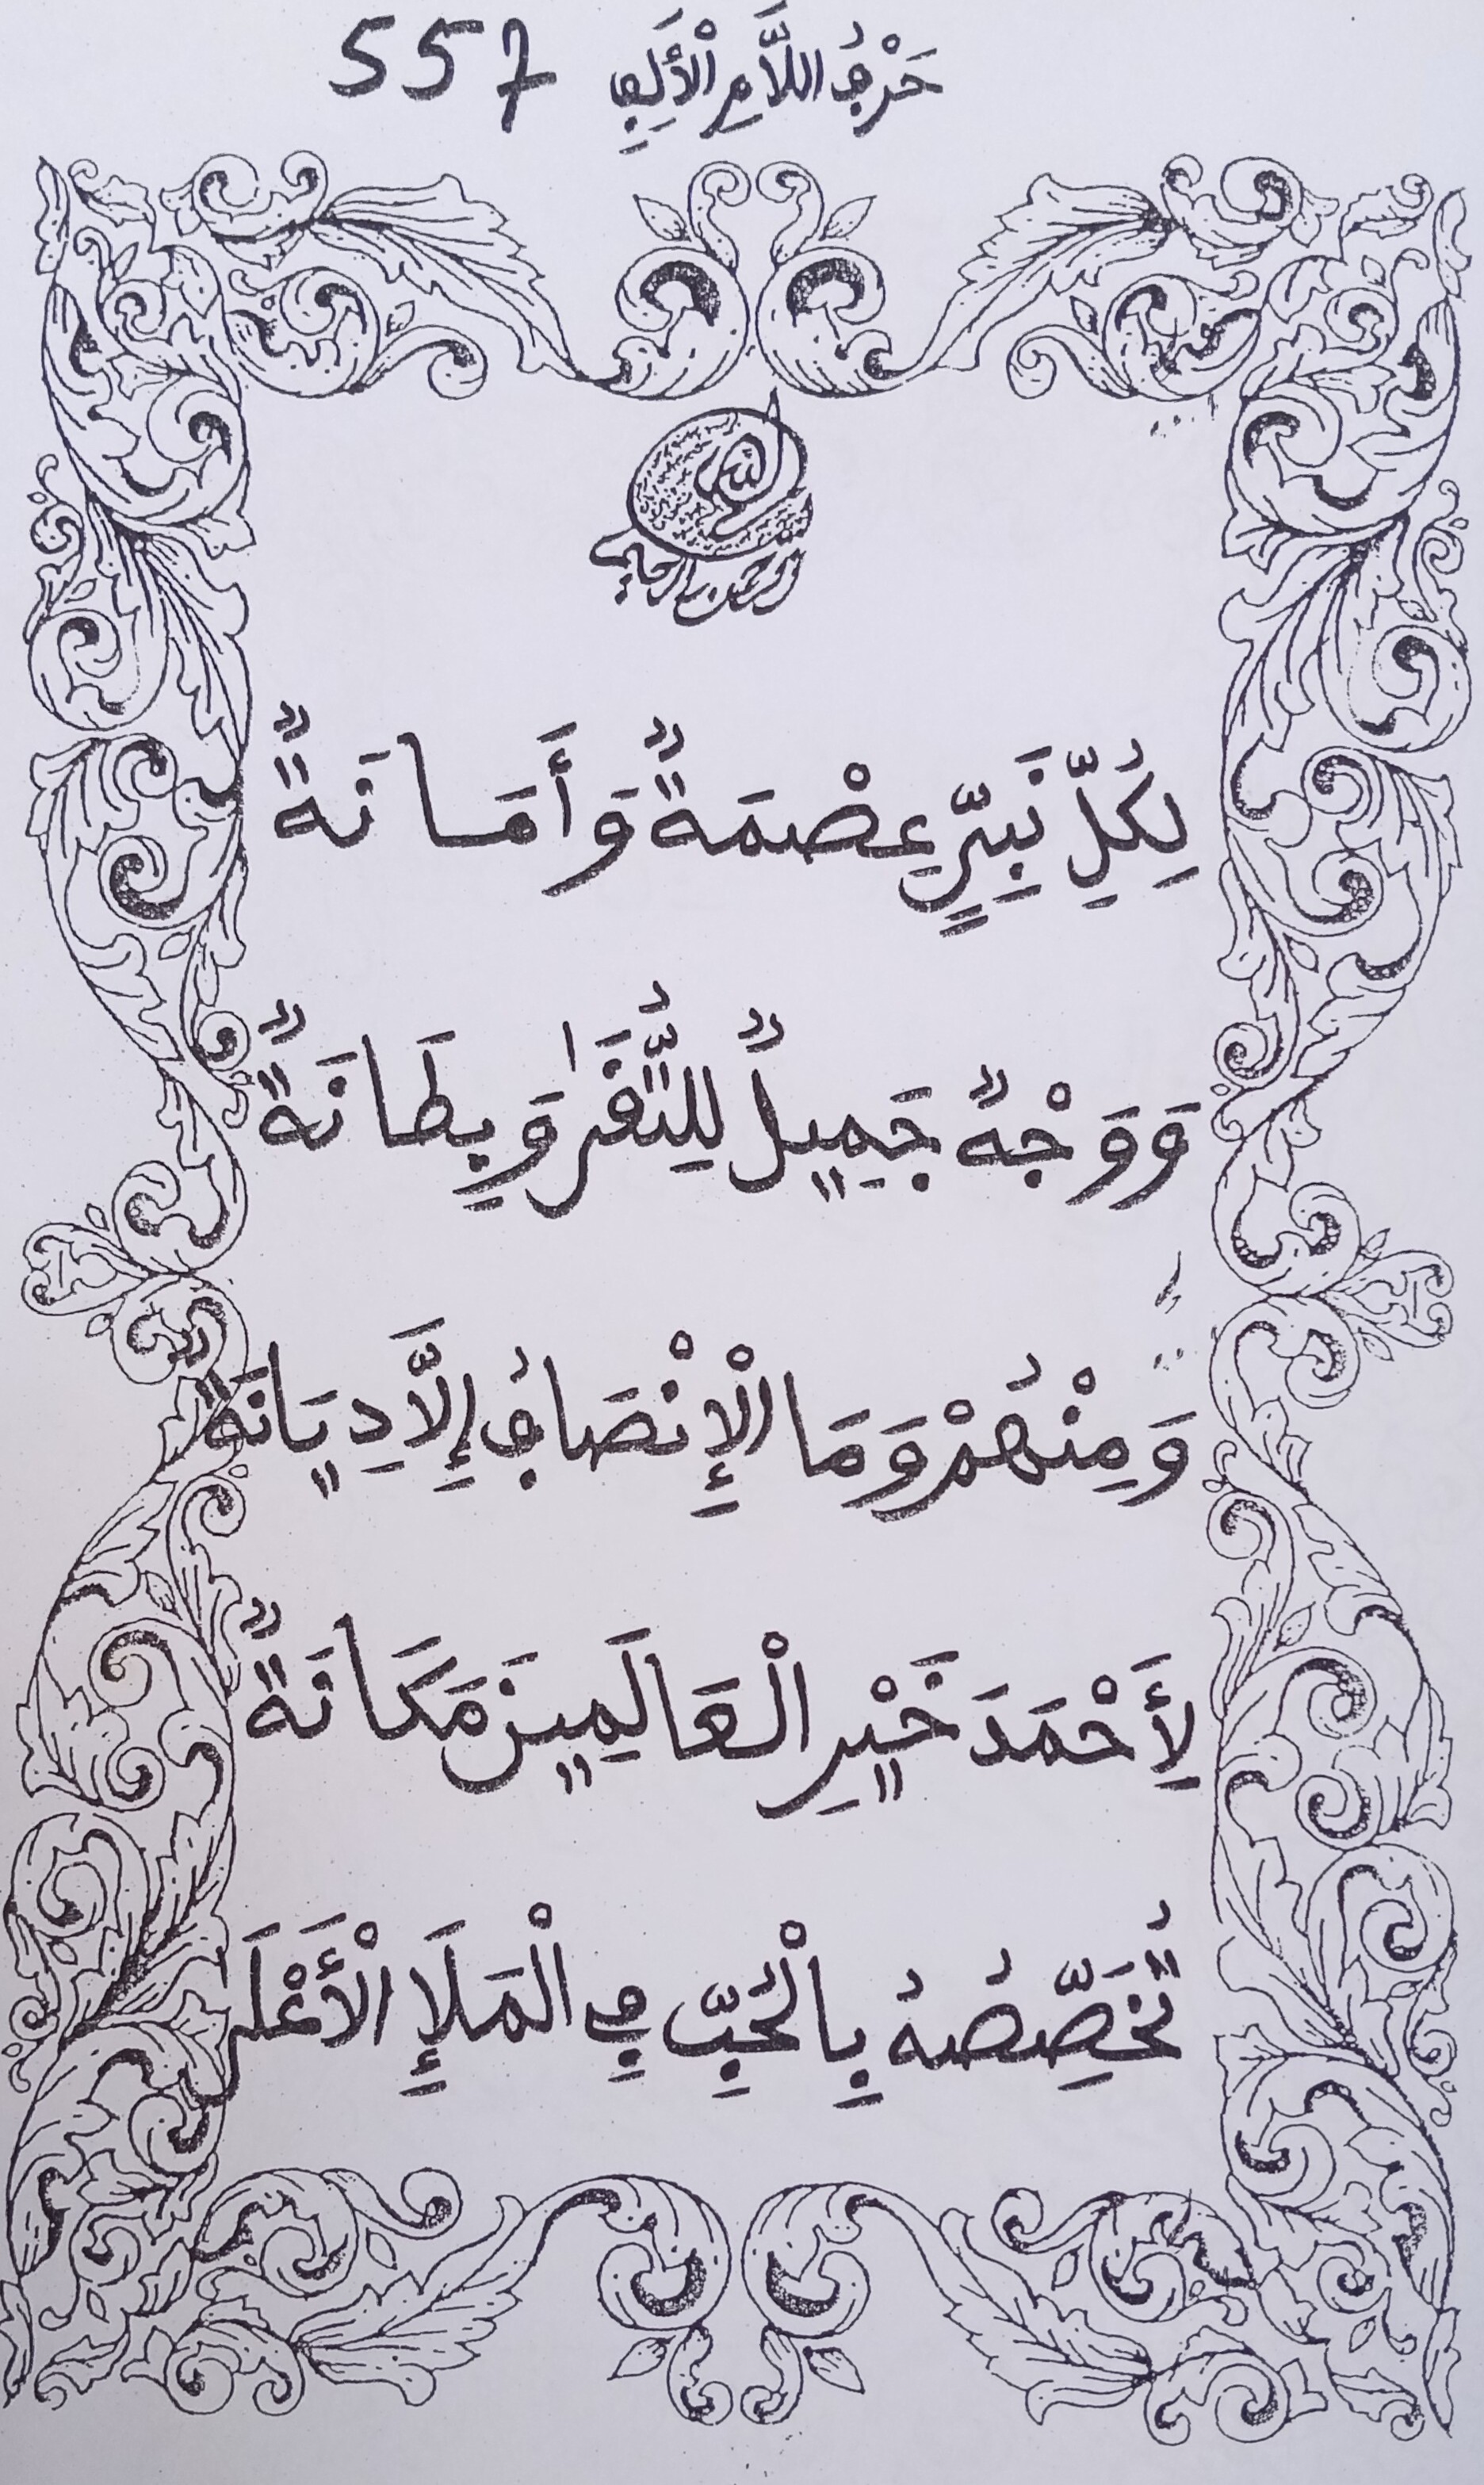 حَرْفُ اللَّامِ الْأَلِفِ 557
بسم الله الرحمن الرحيم
لِكُلِّ نَبِيٍّ عِصْمَةٌ وَأَمَانَةٌ
وَوَجْهٌ جَمِيلٌ لِلتُّقَىٰ وَبِطَانَةٌ
وَمِنْهُمْ وَمَا الْإِنْصَافُ إِلَّا دِيَانَةٌ
لِأَحْمَدَ خَيْرِ الْعَالَمِينَ مَكَانَةٌ
تُخَصِّصُهُ بِالْحُبِّ فِي الْمَلَإِ الْأَعْلَى